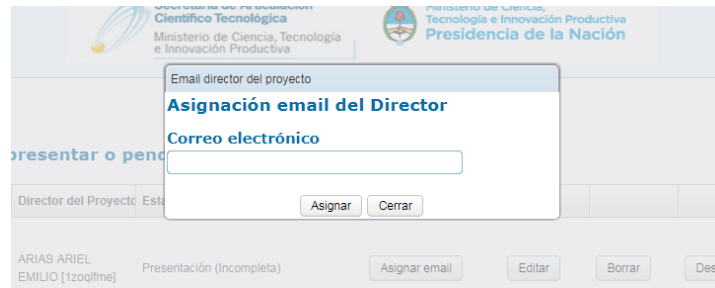 Secretaría de Articulación
Científico Tecnológica
Ministerio de Ciencia, Tecnología
e Innovación Productiva
Ministerio de Ciencia,
Tecnología e Innovación Productiva
Presidencia de la Nación
Email director del proyecto
Asignación email del Director
Correo electrónico
presentar o pend
Asignar Cerrar
Director del Proyecto Esta
ARIAS ARIEL
EMILIO [1zoqlfme]
Presentación (Incompleta)
Asignar email Editar Borrar Des